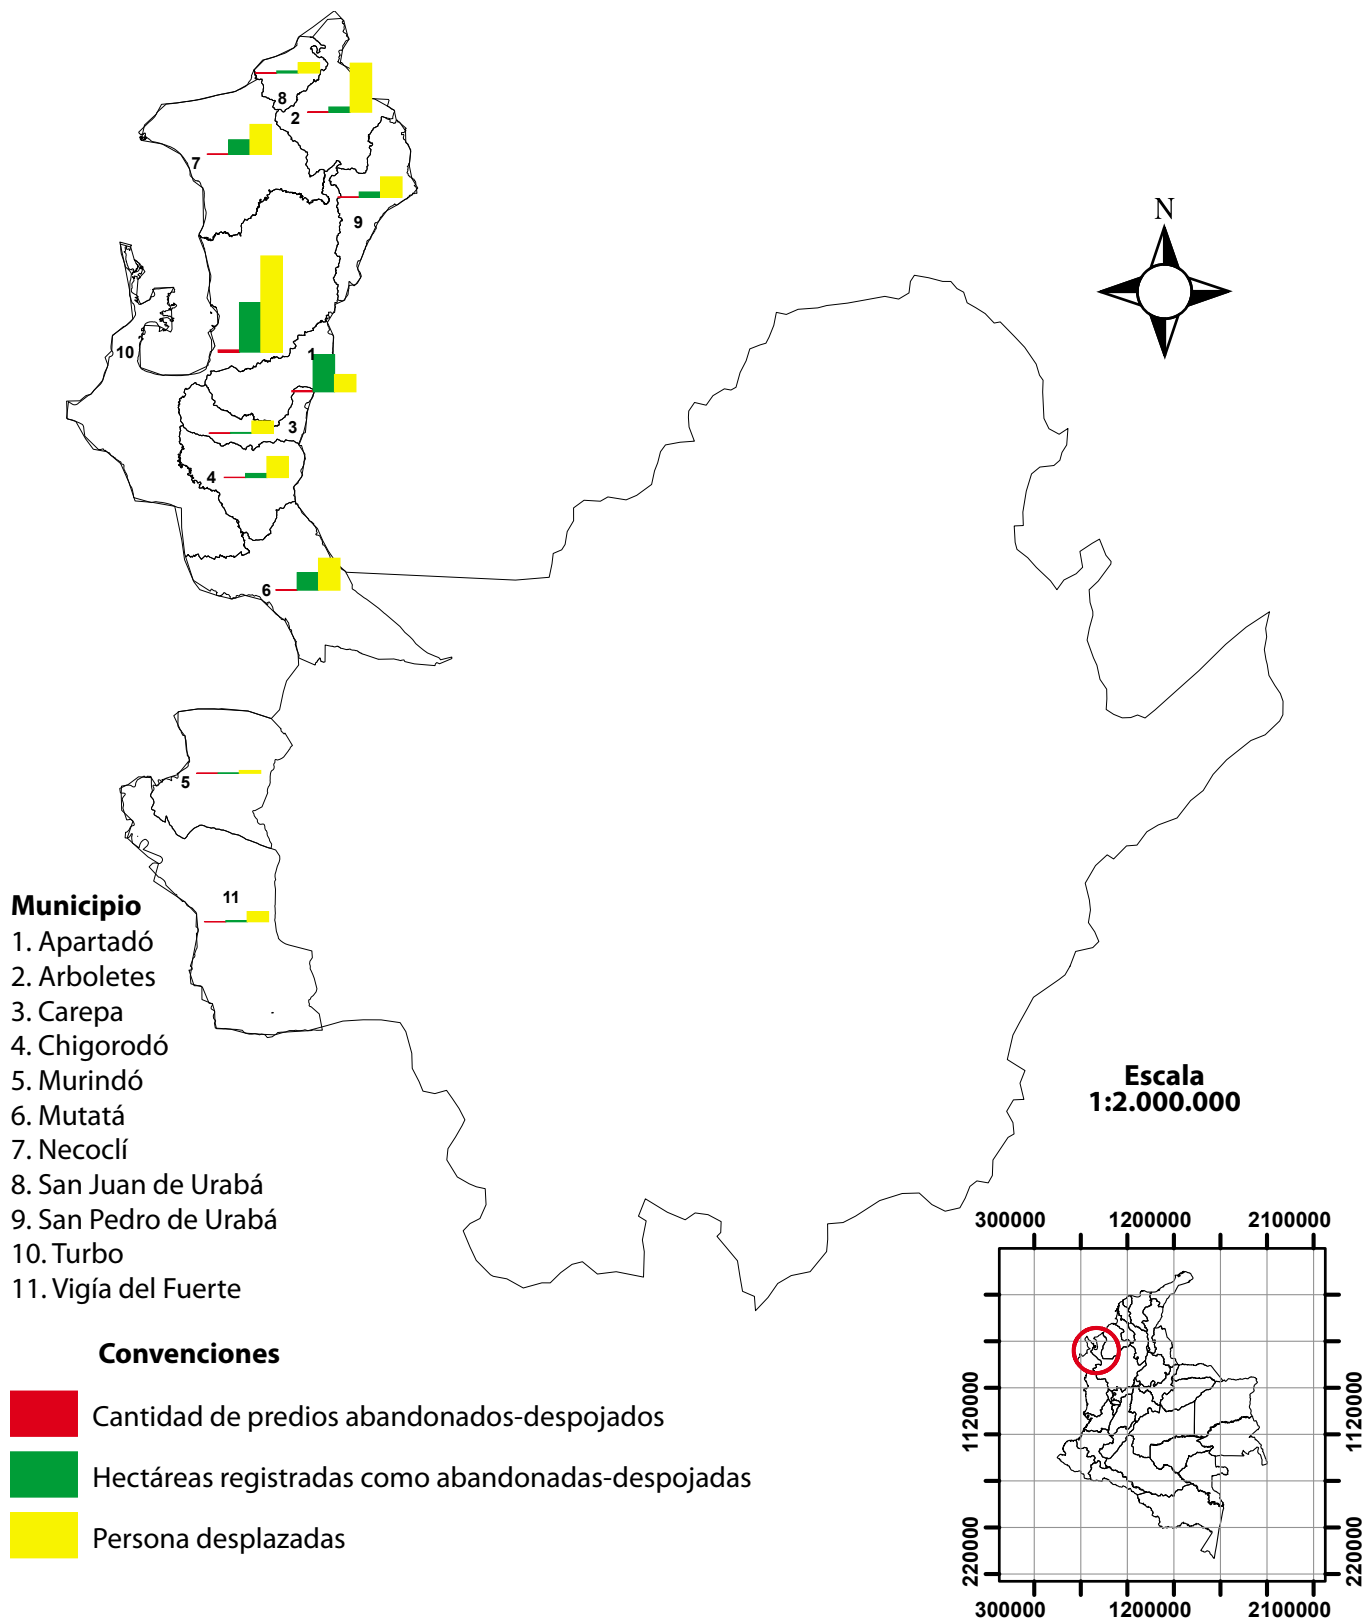 8
2
7
9
N
10
1
3
4
6
5
11
Municipio
1. Apartadó
2. Arboletes
3. Carepa
4. Chigorodó
5. Murindó
6. Mutatá
7. Necoclí
8. San Juan de Urabá
9. San Pedro de Urabá
10. Turbo
11. Vigía del Fuerte
Escala
1:2.000.000
Convenciones
Cantidad de predios abandonados-despojados
Hectáreas registradas como abandonadas-despojadas
Persona desplazadas
300000 1200000 2100000
1120000 1120000
220000 220000
300000 1200000 2100000